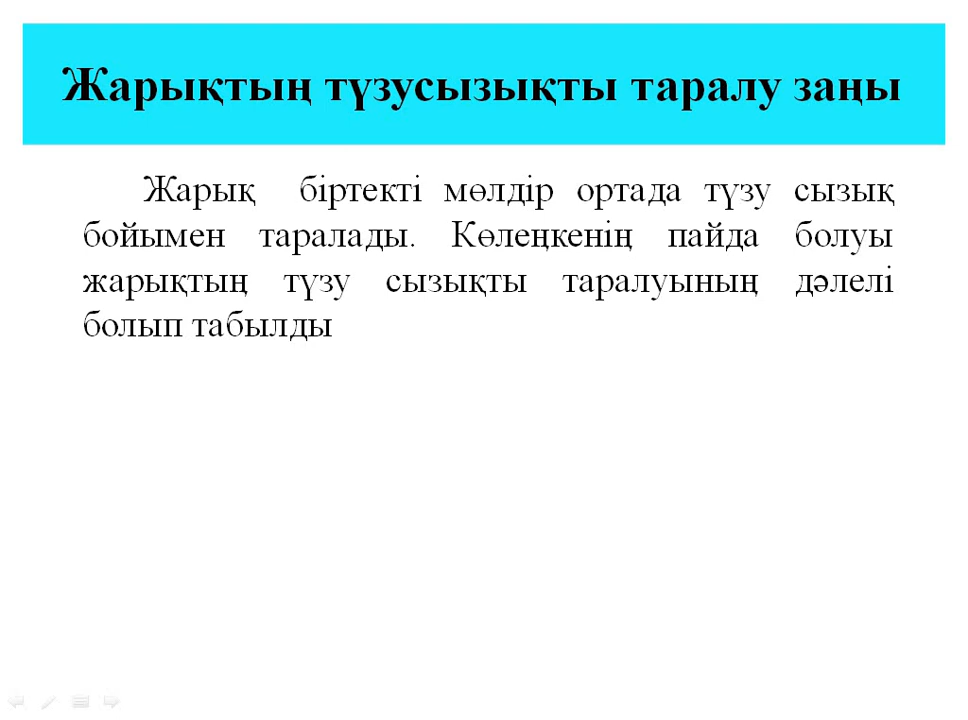 Жарықтың түзусызықты таралу заңы
Жарық біртекті мөлдір ортада түзу сызық
бойымен таралады. Көлеңкенің пайда болуы
жарықтың түзу сызықты таралуының дәлелі
болып табылды